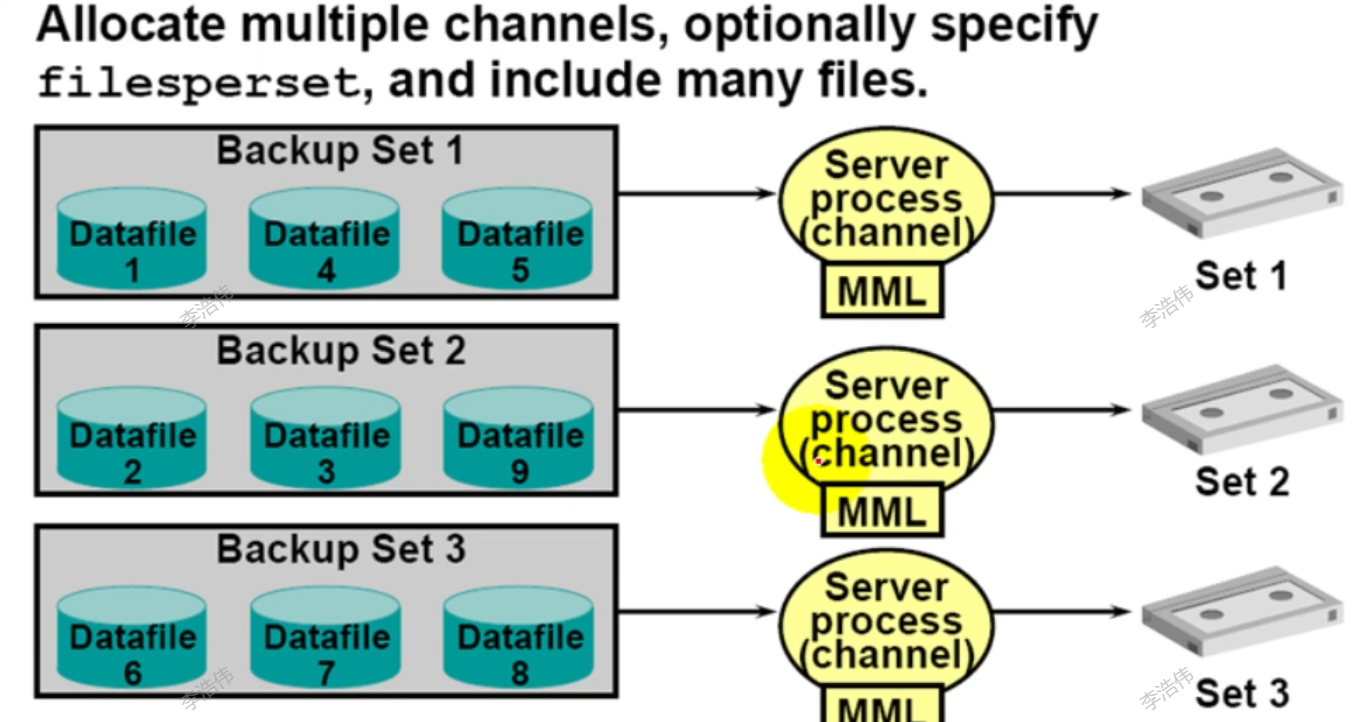 Allocate multiple channels, optionally specify
filesperset, and include many files.
Backup Set 1
Datafile
1
Datafile
4
Datafile
5
Server
process
(channel)
MML
Set 1
Backup Set 2
Datafile
2
Datafile
3
Datafile
9
Server
process
(channel)
MML
Set 2
Backup Set 3
Datafile
6
Datafile
7
Datafile
8
Server
process
(channel)
MML
Set 3
李浩伟
李浩伟
李浩伟
李浩伟